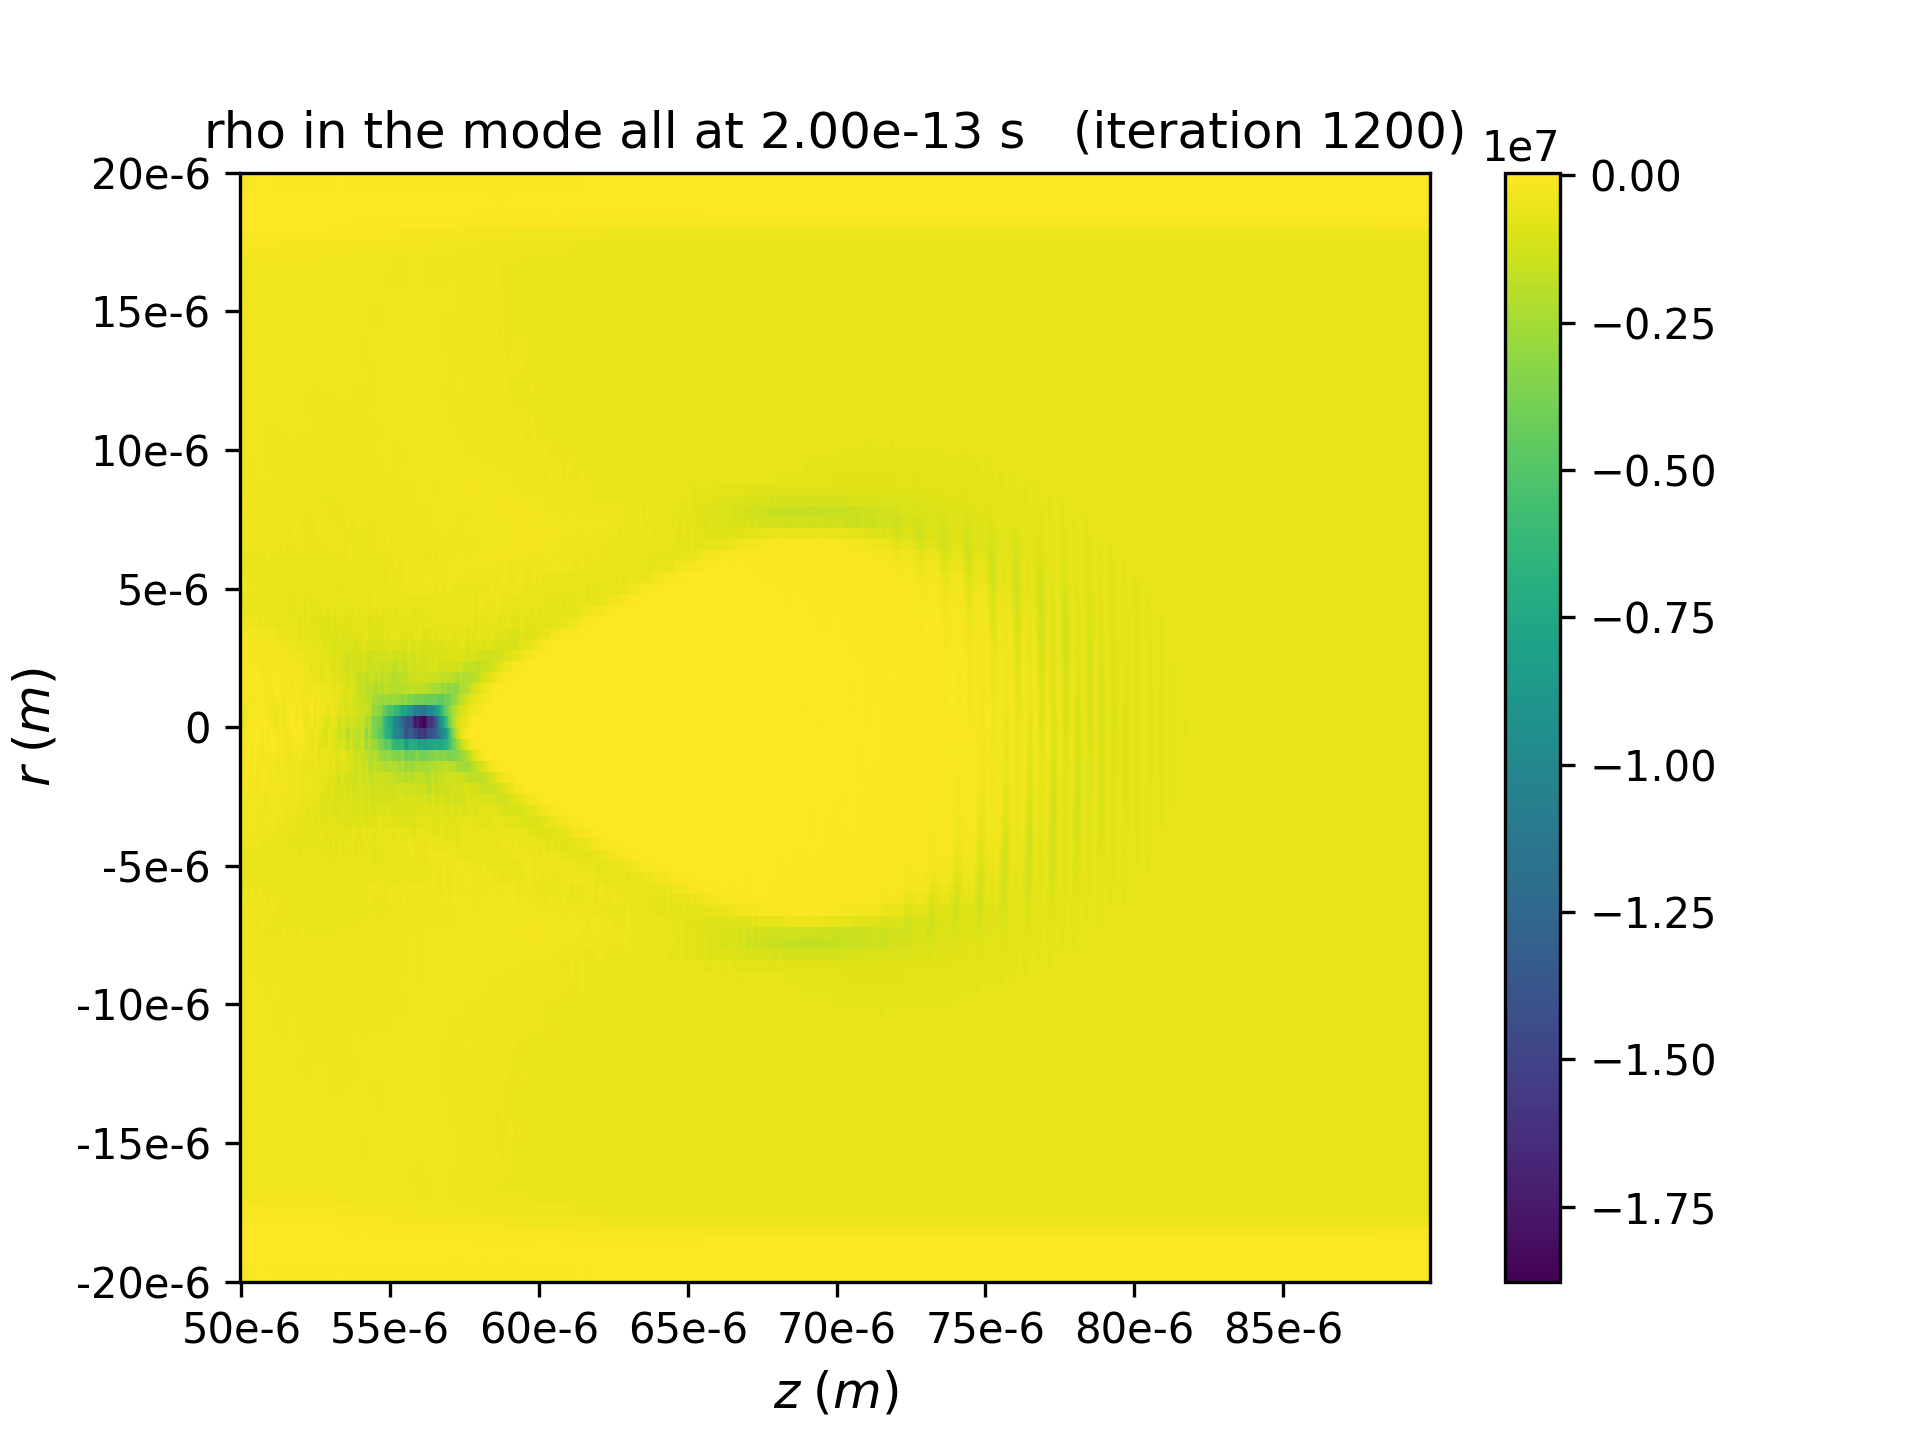 rho in the mode all at 2.00e-13 s   (iteration 1200)
1e7
20e-6
15e-6
10e-6
5e-6
0
-5e-6
-10e-6
-15e-6
-20e-6
r (m)
50e-6 55e-6 60e-6 65e-6 70e-6 75e-6 80e-6 85e-6
z (m)
0.00
−0.25
−0.50
−0.75
−1.00
−1.25
−1.50
−1.75